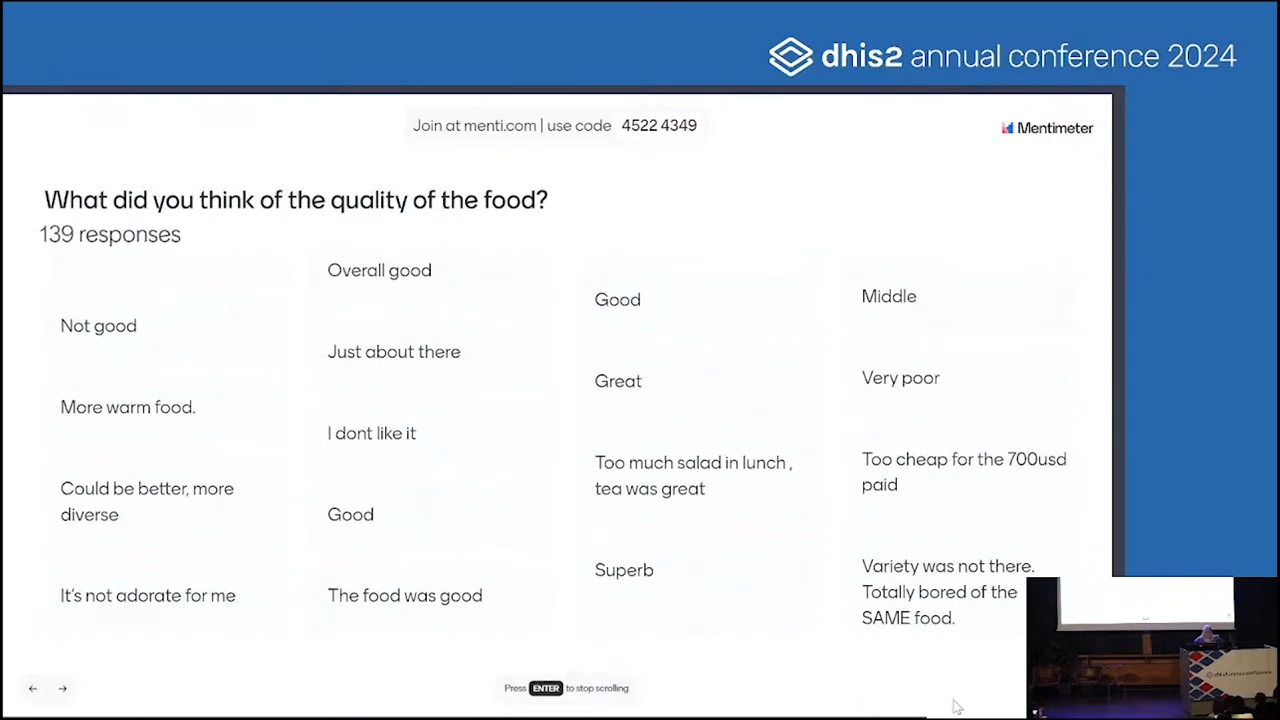 dhis2 annual conference 2024
Join at menti.com | use code 4522 4349
Mentimeter
What did you think of the quality of the food?
139 responses
Not good
More warm food.
Could be better, more
diverse
It's not adorate for me
Overall good
Just about there
I dont like it
Good
The food was good
Good
Great
Too much salad in lunch ,
tea was great
Superb
Middle
Very poor
Too cheap for the 700usd
paid
Variety was not there.
Totally bored of the
SAME food.
Press ENTER to stop scrolling